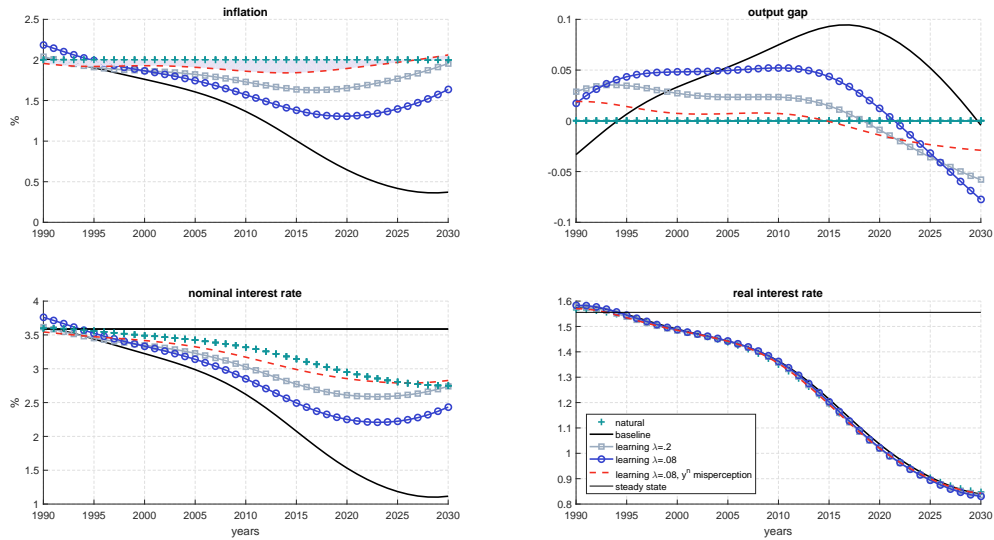 inflation
2.5
2
1.5
1
0.5
0
%
1990 1995 2000 2005 2010 2015 2020 2025 2030
output gap
0.1
0.05
0
-0.05
-0.1
1990 1995 2000 2005 2010 2015 2020 2025 2030
nominal interest rate
4
3.5
3
2.5
2
1.5
1
%
1990 1995 2000 2005 2010 2015 2020 2025 2030
years
real interest rate
1.6
1.5
1.4
1.3
1.2
1.1
1
0.9
0.8
natural
baseline
learning λ=.2
learning λ=.08
learning λ=.08, yⁿ misperception
steady state
1990 1995 2000 2005 2010 2015 2020 2025 2030
years